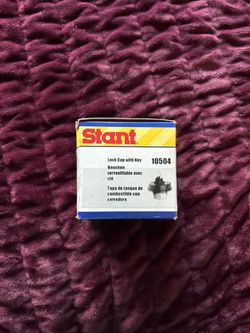 Stant
Lock Cap with Key 10504
Bouchon
verrouillable avec
clé
Tapa de tanque de
combustible con
cerradura